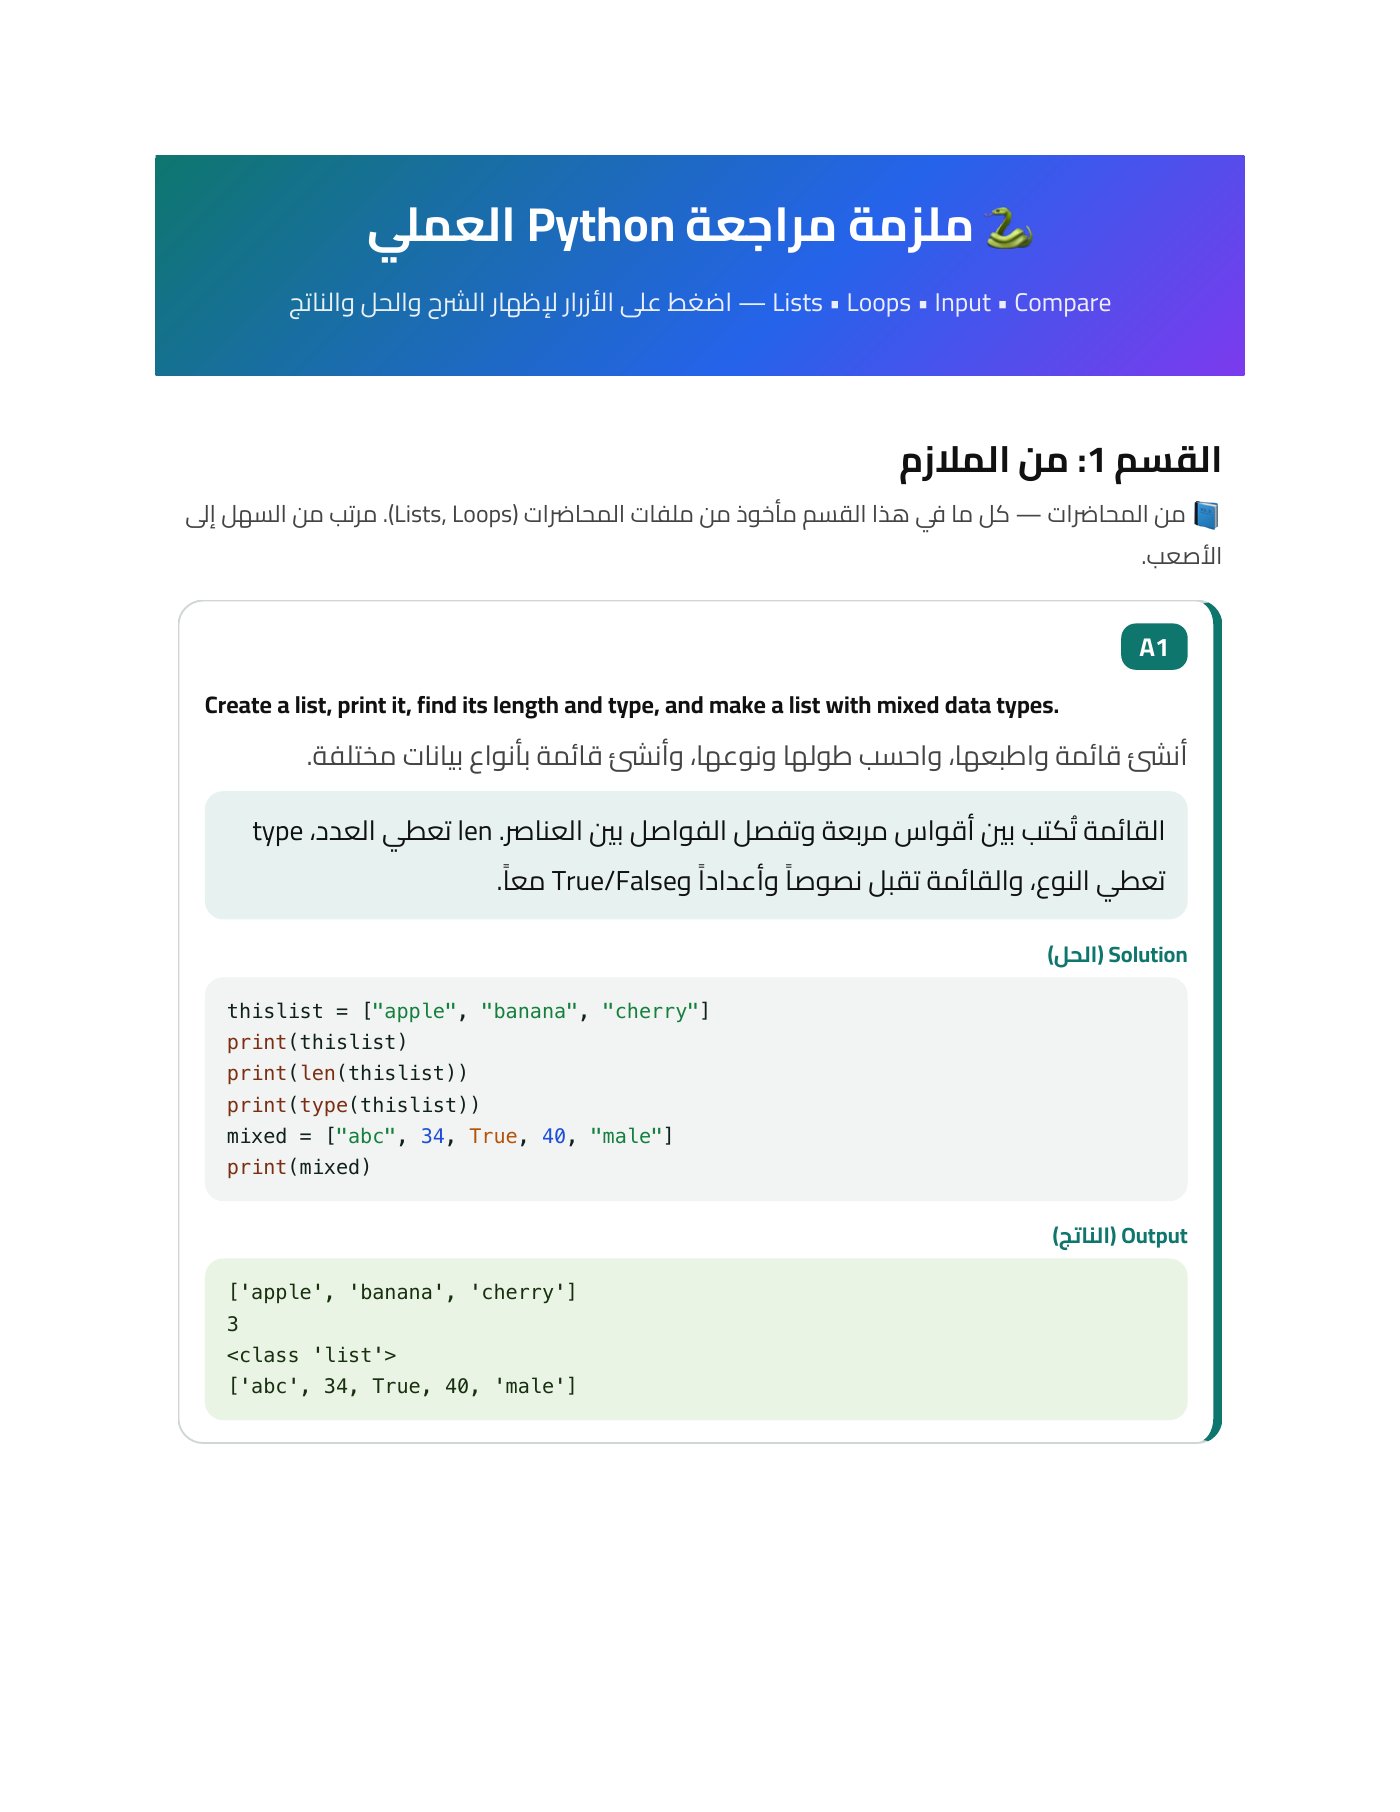 🐍 ملزمة مراجعة Python العملي
Lists • Loops • Input • Compare — اضغط على الأزرار لإظهار الشرح والحل والناتج
القسم 1: من الملازم
📘 من المحاضرات — كل ما في هذا القسم مأخوذ من ملفات المحاضرات (Lists, Loops). مرتب من السهل إلى
الأصعب.
A1
Create a list, print it, find its length and type, and make a list with mixed data types.
أنشئ قائمة واطبعها، واحسب طولها ونوعها، وأنشئ قائمة بأنواع بيانات مختلفة.
القائمة تُكتب بين أقواس مربعة وتفصل الفواصل بين العناصر. len تعطي العدد، type
تعطي النوع، والقائمة تقبل نصوصاً وأعداداً وTrue/False معاً.
Solution (الحل)
thislist = ["apple", "banana", "cherry"]
print(thislist)
print(len(thislist))
print(type(thislist))
mixed = ["abc", 34, True, 40, "male"]
print(mixed)
Output (الناتج)
['apple', 'banana', 'cherry']
3
<class 'list'>
['abc', 34, True, 40, 'male']